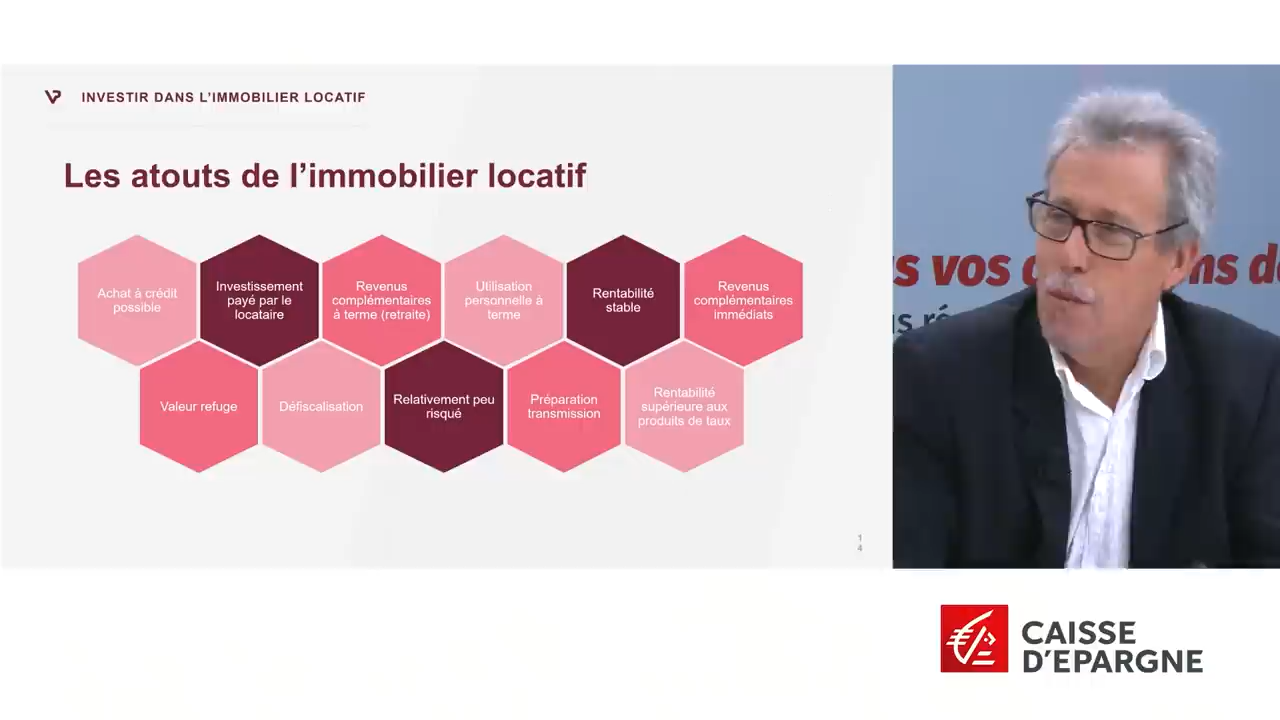 INVESTIR DANS L’IMMOBILIER LOCATIF
Les atouts de l’immobilier locatif
Achat à crédit
possible
Investissement
payé par le
locataire
Revenus
complémentaires
à terme (retraite)
Utilisation
personnelle à
terme
Rentabilité
stable
Revenus
complémentaires
immédiats
Valeur refuge
Défiscalisation
Relativement peu
risqué
Préparation
transmission
Rentabilité
supérieure aux
produits de taux
1
4
vos
CAISSE
D’EPARGNE